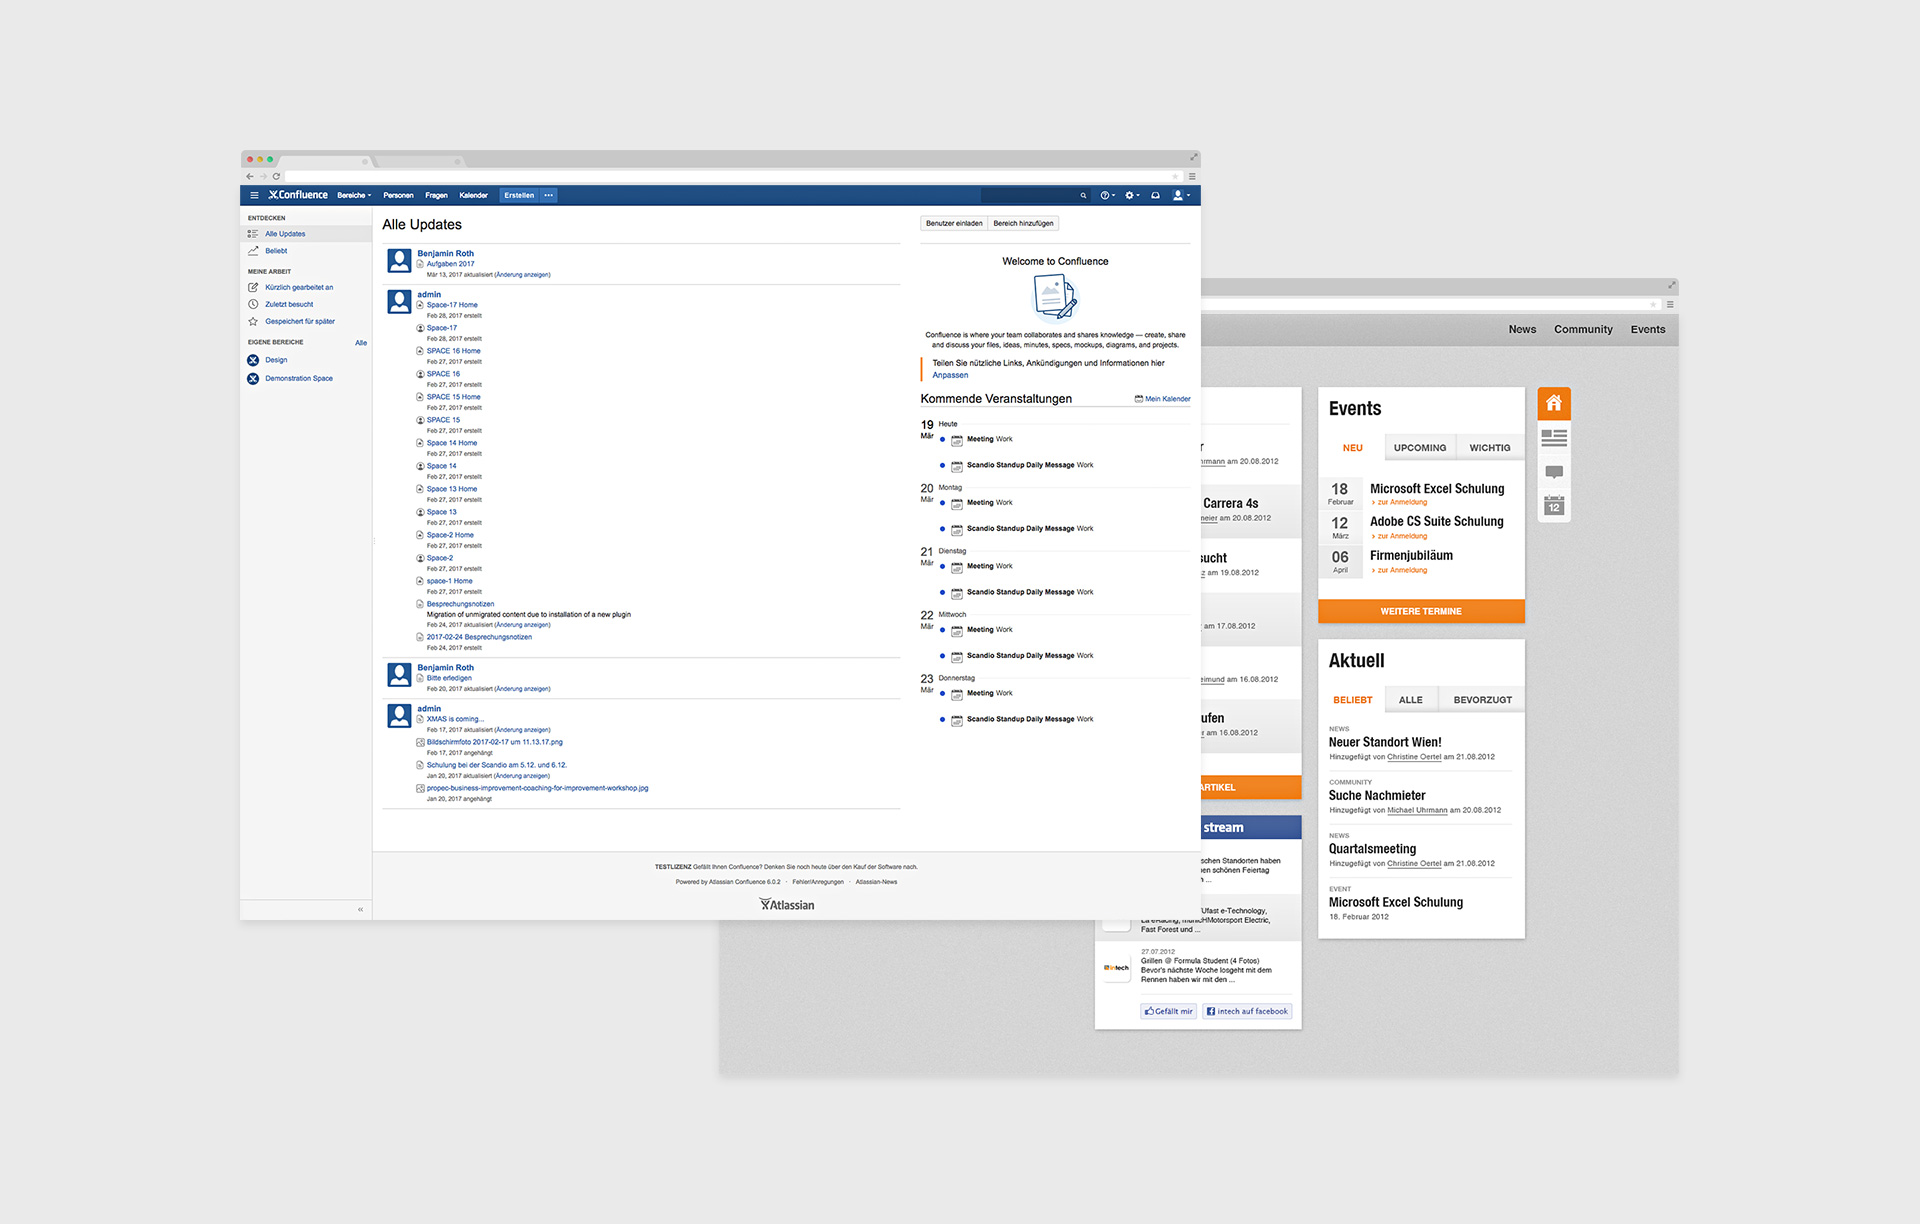 Confluence Bereiche Personen Fragen Kalender Erstellen
ENTDECKEN
Alle Updates
Beliebt
MEINE ARBEIT
Kürzlich gearbeitet an
Zuletzt besucht
Gespeichert für später
EIGENE BEREICHE Alle
Design
Demonstration Space
Alle Updates
Benjamin Roth
Aufgaben 2017
Mär 13, 2017 aktualisiert (Änderung anzeigen)
admin
Space-17 Home
Feb 28, 2017 erstellt
Space-17
Feb 28, 2017 erstellt
SPACE 16 Home
Feb 27, 2017 erstellt
SPACE 16
Feb 27, 2017 erstellt
SPACE 15 Home
Feb 27, 2017 erstellt
SPACE 15
Feb 27, 2017 erstellt
Space 14 Home
Feb 27, 2017 erstellt
Space 14
Feb 27, 2017 erstellt
Space 13 Home
Feb 27, 2017 erstellt
Space 13
Feb 27, 2017 erstellt
Space-2 Home
Feb 27, 2017 erstellt
Space-2
Feb 27, 2017 erstellt
space-1 Home
Feb 27, 2017 erstellt
Besprechungsnotizen
Migration of unmigrated content due to installation of a new plugin
Feb 24, 2017 aktualisiert (Änderung anzeigen)
2017-02-24 Besprechungsnotizen
Feb 24, 2017 erstellt
Benjamin Roth
Bitte erledigen
Feb 20, 2017 aktualisiert (Änderung anzeigen)
admin
XMAS is coming...
Feb 17, 2017 aktualisiert (Änderung anzeigen)
Bildschirmfoto 2017-02-17 um 11.13.17.png
Feb 17, 2017 angehängt
Schulung bei der Scandio am 5.12. und 6.12.
Jan 20, 2017 aktualisiert (Änderung anzeigen)
propec-business-improvement-coaching-for-improvement-workshop.jpg
Jan 20, 2017 angehängt
Benutzer einladen Bereich hinzufügen
Welcome to Confluence
Confluence is where your team collaborates and shares knowledge — create, share
and discuss your files, ideas, minutes, specs, mockups, diagrams, and projects.
Teilen Sie nützliche Links, Ankündigungen und Informationen hier
Anpassen
Kommende Veranstaltungen Mein Kalender
19 Heute
Mär Meeting Work
Scandio Standup Daily Message Work
20 Montag
Mär Meeting Work
Scandio Standup Daily Message Work
21 Dienstag
Mär Meeting Work
Scandio Standup Daily Message Work
22 Mittwoch
Mär Meeting Work
Scandio Standup Daily Message Work
23 Donnerstag
Mär Meeting Work
Scandio Standup Daily Message Work
TESTLIZENZ Gefällt Ihnen Confluence? Denken Sie noch heute über den Kauf der Software nach.
Powered by Atlassian Confluence 6.0.2 · Fehler/Anregungen · Atlassian-News
Atlassian
News Community Events
r
am 20.08.2012
Carrera 4s
am 20.08.2012
sucht
am 19.08.2012
am 17.08.2012
am 16.08.2012
ufen
am 16.08.2012
ARTIKEL
stream
schen Standorten haben
en schönen Feiertag
...
Ufast e-Technology,
Motorsport Electric,
Fast Forest und ...
27.07.2012
intech
Grillen @ Formula Student (4 Fotos)
Bevor's nächste Woche losgeht mit dem
Rennen haben wir mit den ...
Gefällt mir intech auf facebook
Events
NEU UPCOMING WICHTIG
18 Microsoft Excel Schulung
Februar > zur Anmeldung
12 Adobe CS Suite Schulung
März > zur Anmeldung
06 Firmenjubiläum
April > zur Anmeldung
WEITERE TERMINE
12
Aktuell
BELIEBT ALLE BEVORZUGT
NEWS
Neuer Standort Wien!
Hinzugefügt von Christine Oertel am 21.08.2012
COMMUNITY
Suche Nachmieter
Hinzugefügt von Michael Uhrmann am 20.08.2012
NEWS
Quartalsmeeting
Hinzugefügt von Christine Oertel am 21.08.2012
EVENT
Microsoft Excel Schulung
18. Februar 2012